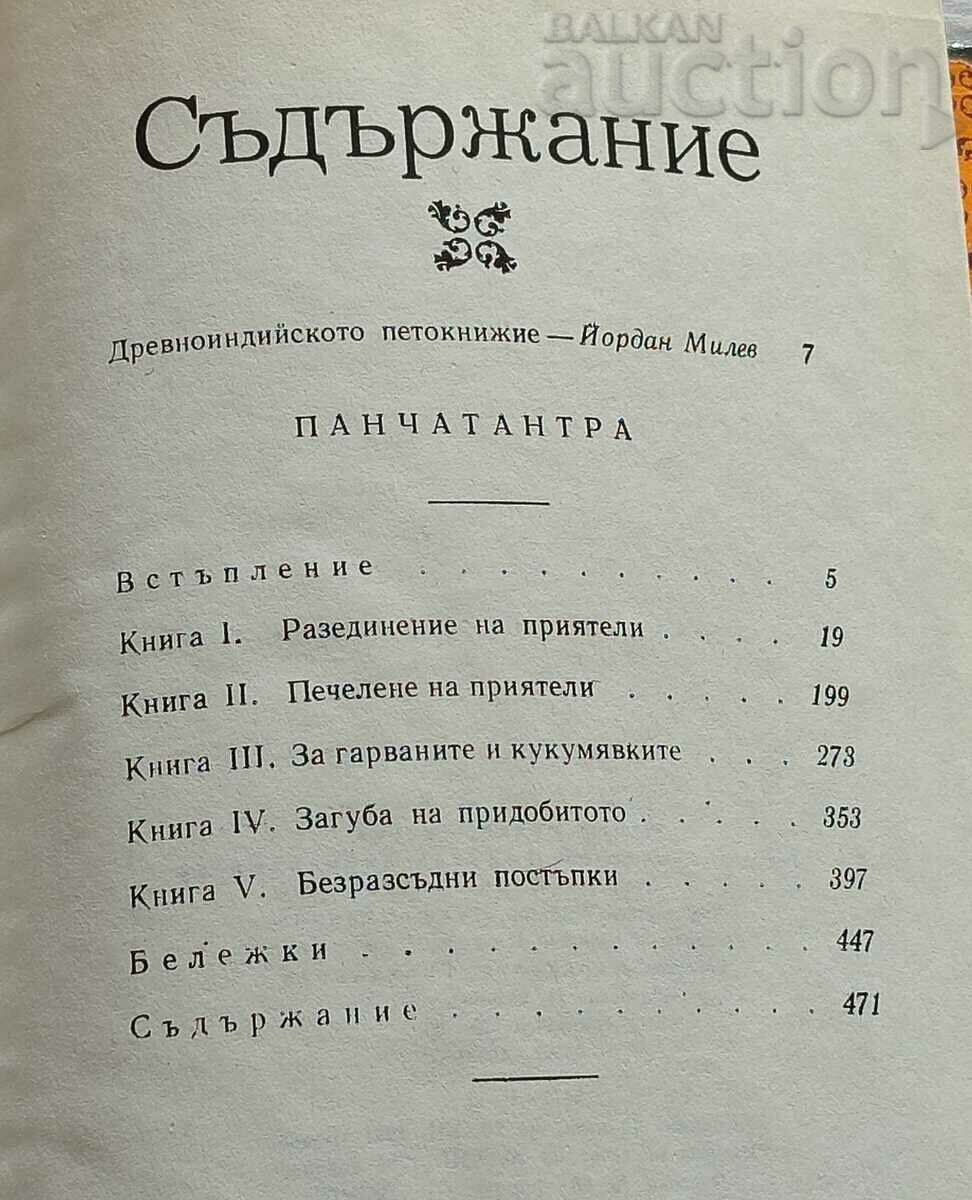 BALKAN
auction
Съдържание
Древноиндийското петокнижие — Йордан Милев 7
ПАНЧАТАНТРА
Встъпление . . . . . . . . . 5
Книга I. Разединение на приятели . . . . 19
Книга II. Печелене на приятели . . . . . 199
Книга III. За гарваните и кукумявките . . . 273
Книга IV. Загуба на придобитото . . . . . 353
Книга V. Безразсъдни постъпки . . . . . 397
Бележки . . . . . . . . . . . 447
Съдържание . . . . . . . . . 471